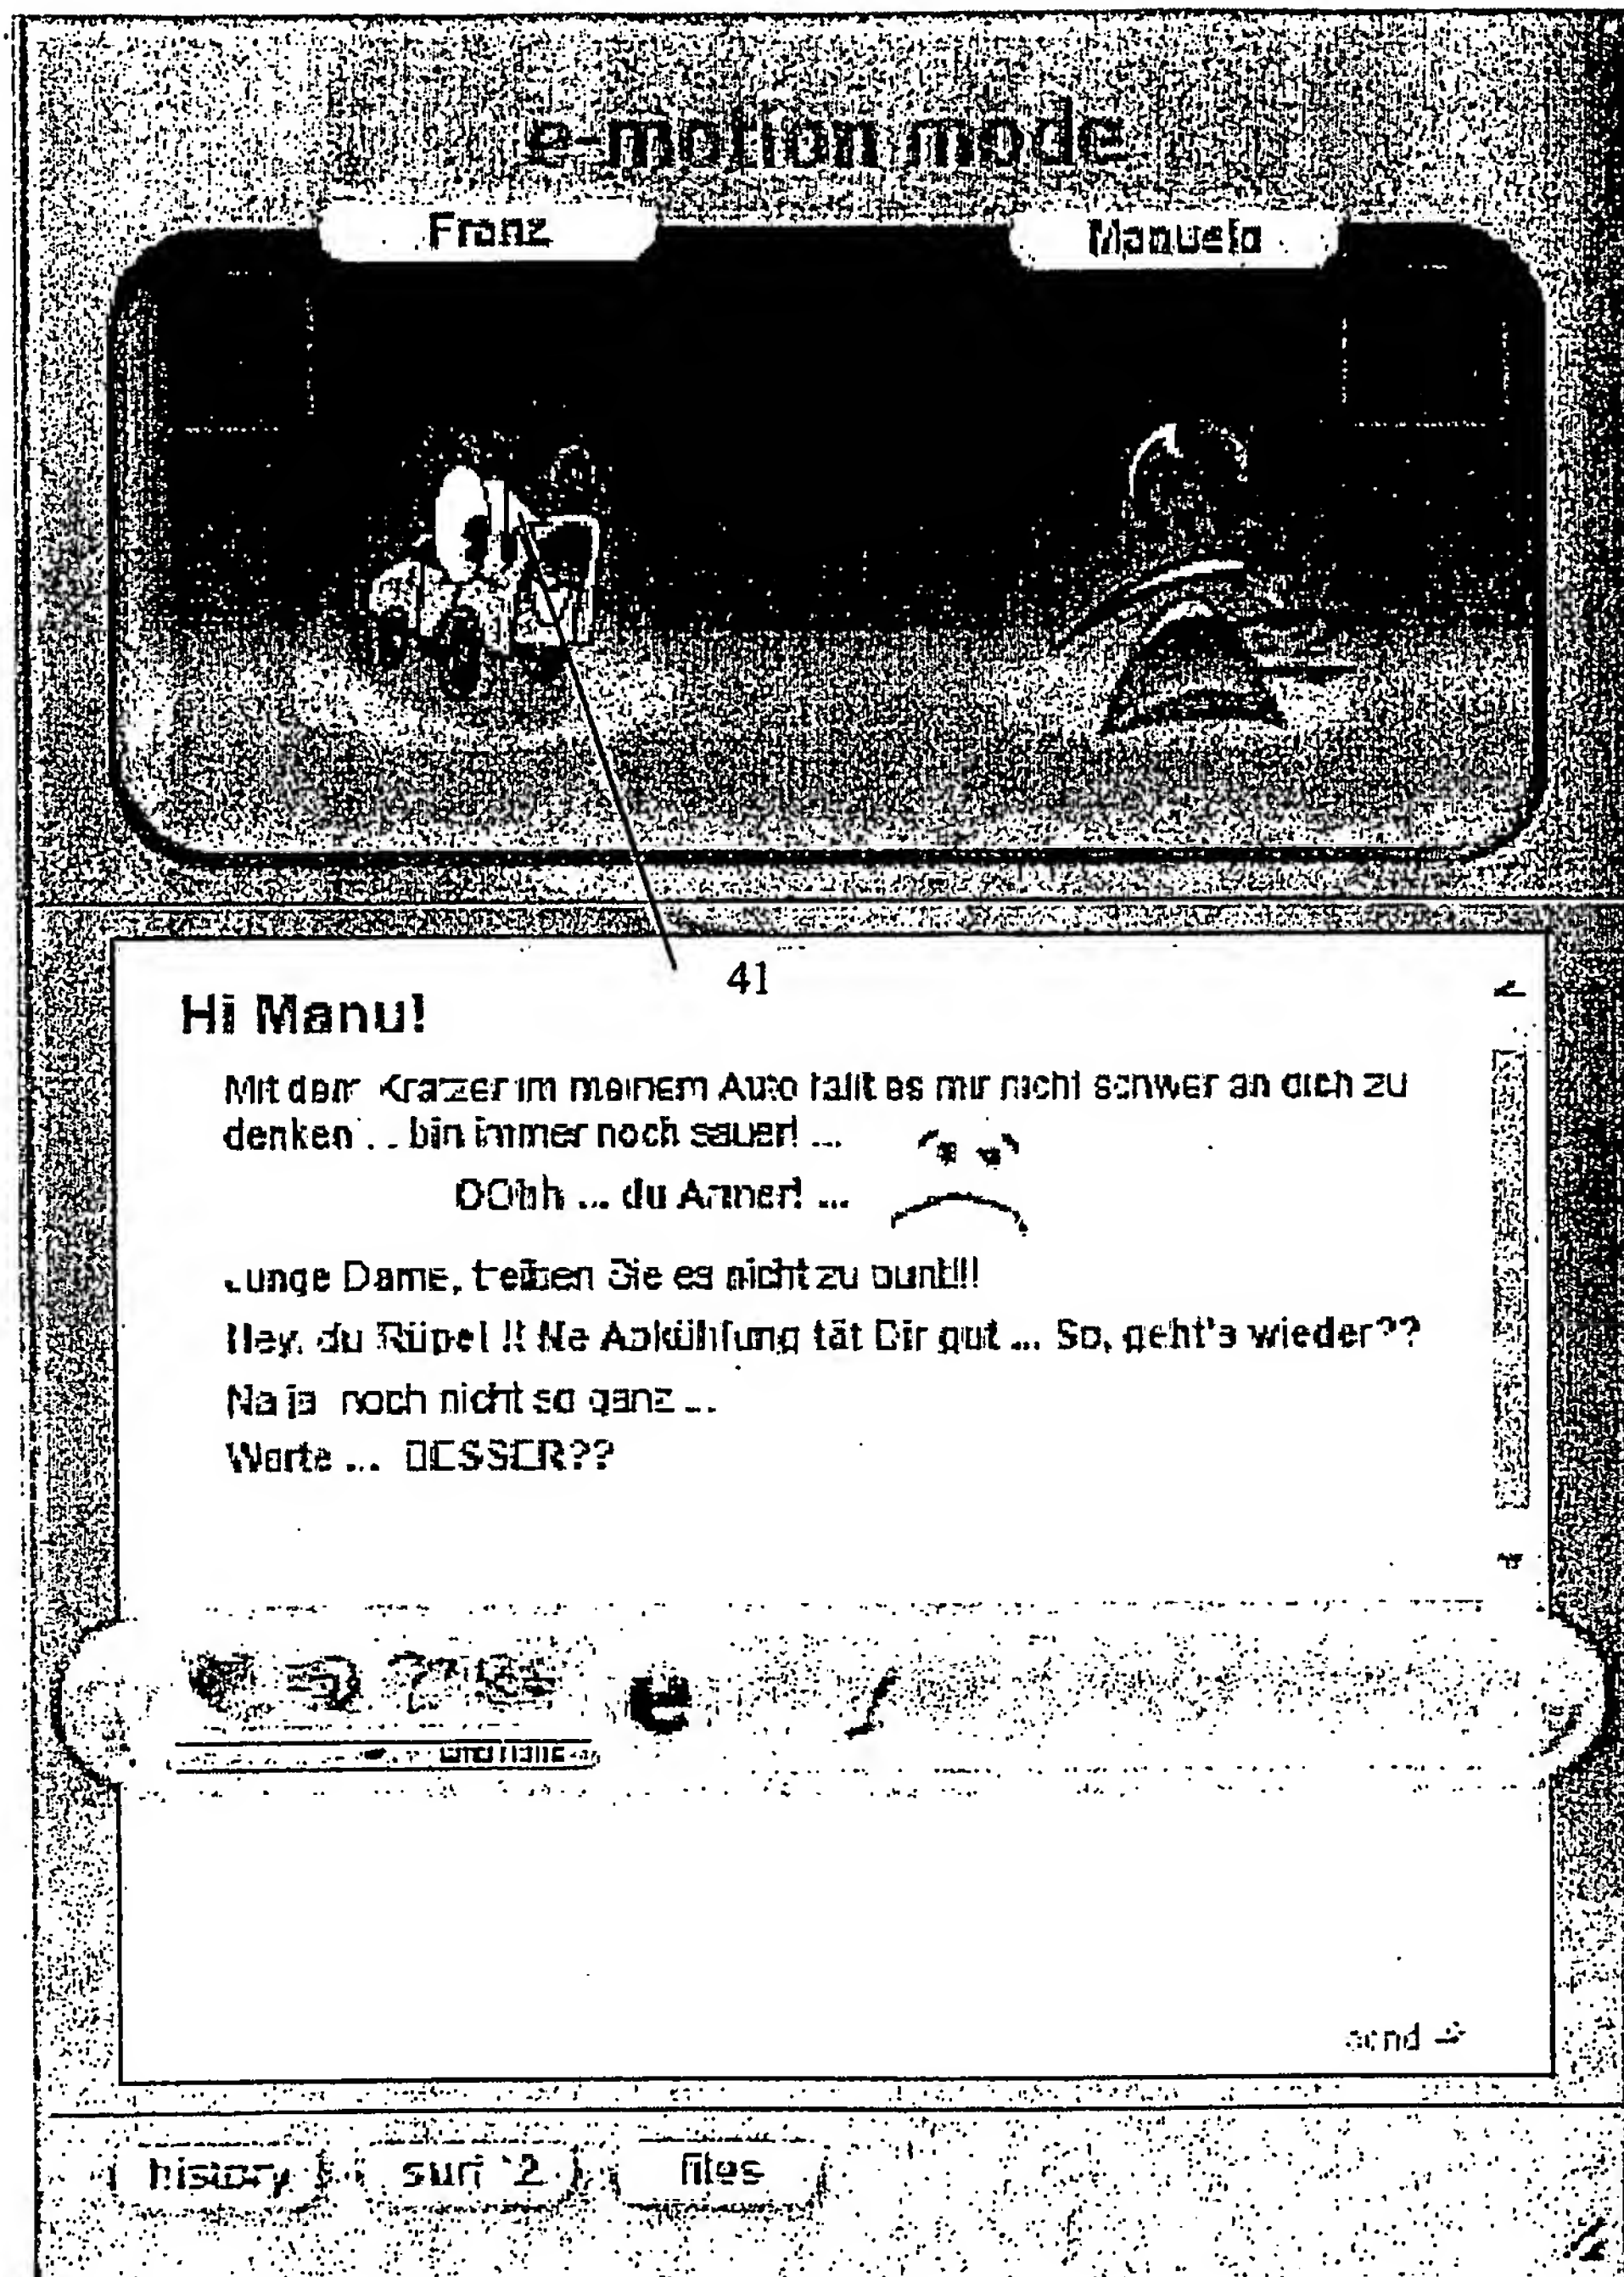 e-motion mode
Franz Manuela
41
Hi Manu!
Mit dem Kratzer im meinem Auto fällt es mir nicht schwer an dich zu
denken ... bin immer noch sauer! ...
OOhh ... du Armer! ...
Junge Dame, treiben Sie es nicht zu bunt!!!
Hey, du Rüpel !! Ne Abkühlung tät Dir gut ... So, geht's wieder??
Na ja noch nicht so ganz ...
Warte ... BESSER??
e
send
history surf 2 files